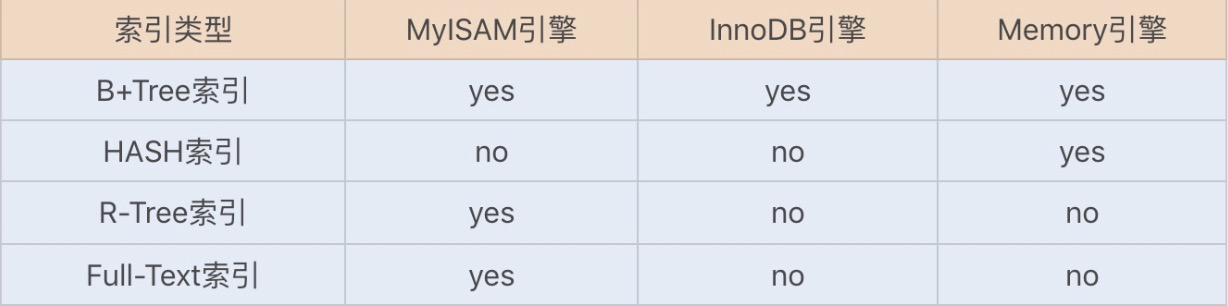 索引类型 MyISAM引擎 InnoDB引擎 Memory引擎
B+Tree索引 yes yes yes
HASH索引 no no yes
R-Tree索引 yes no no
Full-Text索引 yes no no